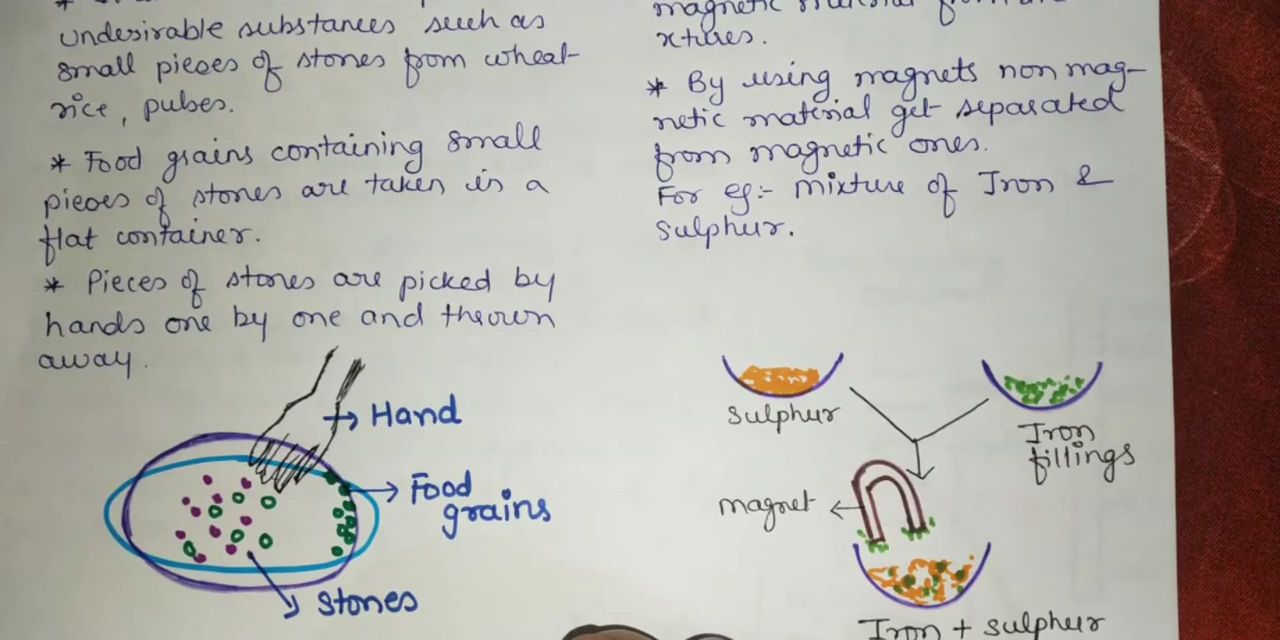 undesirable substances such as
small pieces of stones from wheat
rice, pulses.
* Food grains containing small
pieces of stones are taken in a
flat container.
* Pieces of stones are picked by
hands one by one and thrown
away.
Hand
Food
grains
Stones
magnetic material from
xtures.
* By using magnets non mag-
netic material get separated
from magnetic ones.
For eg:- mixture of Iron &
Sulphur.
Sulphur
Iron
fillings
magnet
Iron + sulphur